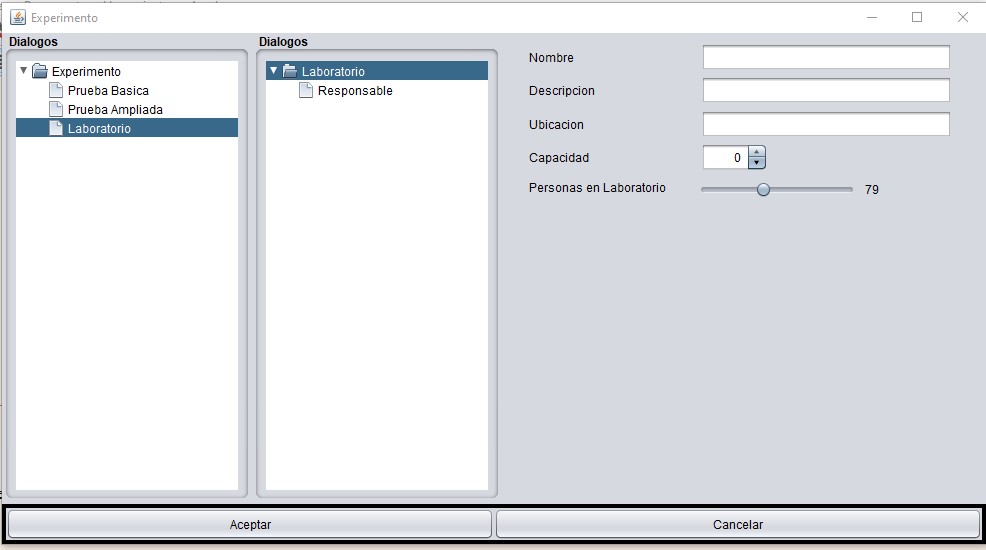 Experimento
Dialogos
Experimento
Prueba Basica
Prueba Ampliada
Laboratorio
Dialogos
Laboratorio
Responsable
Nombre
Descripcion
Ubicacion
Capacidad 0
Personas en Laboratorio 79
Aceptar Cancelar